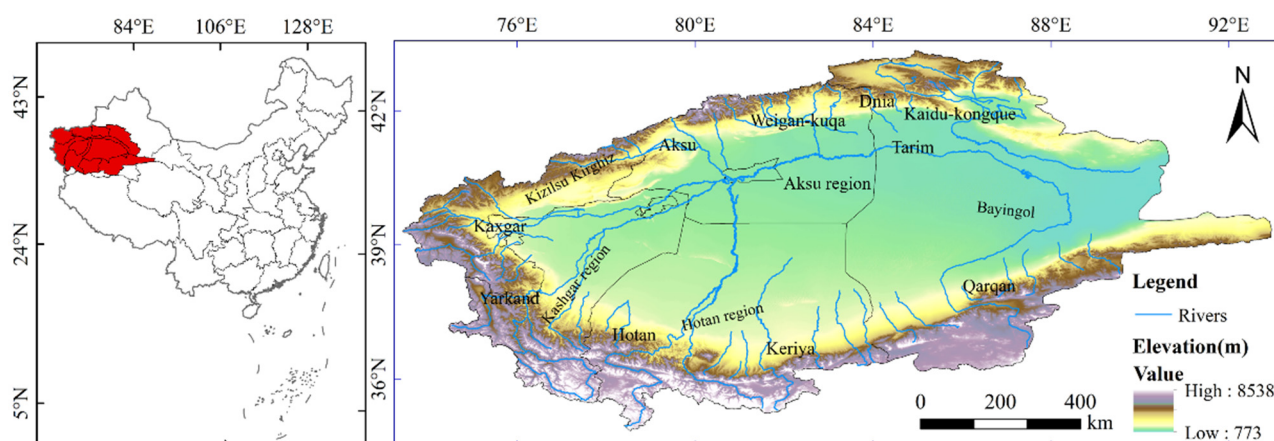 84°E 106°E 128°E
43°N
24°N
5°N
76°E 80°E 84°E 88°E 92°E
42°N
39°N
36°N
N
Dnia
Weigan-kuqa
Kaidu-kongque
Aksu
Tarim
Kizilsu Kughiz
Aksu region
Kaxgar
Bayingol
Kashgar region
Yarkand
Qarqan
Hotan region
Hotan
Keriya
Legend
Rivers
Elevation(m)
Value
High : 8538
Low : 773
0 200 400
km